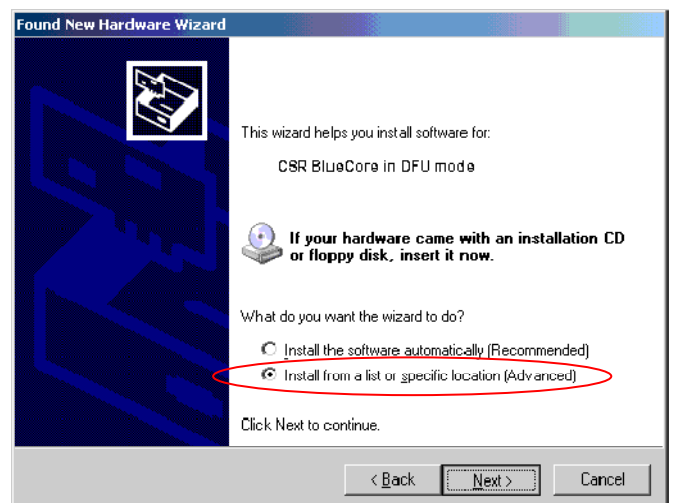 Found New Hardware Wizard
This wizard helps you install software for:
CSR BlueCore in DFU mode
If your hardware came with an installation CD
or floppy disk, insert it now.
What do you want the wizard to do?
Install the software automatically (Recommended)
Install from a list or specific location (Advanced)
Click Next to continue.
< Back
Next >
Cancel